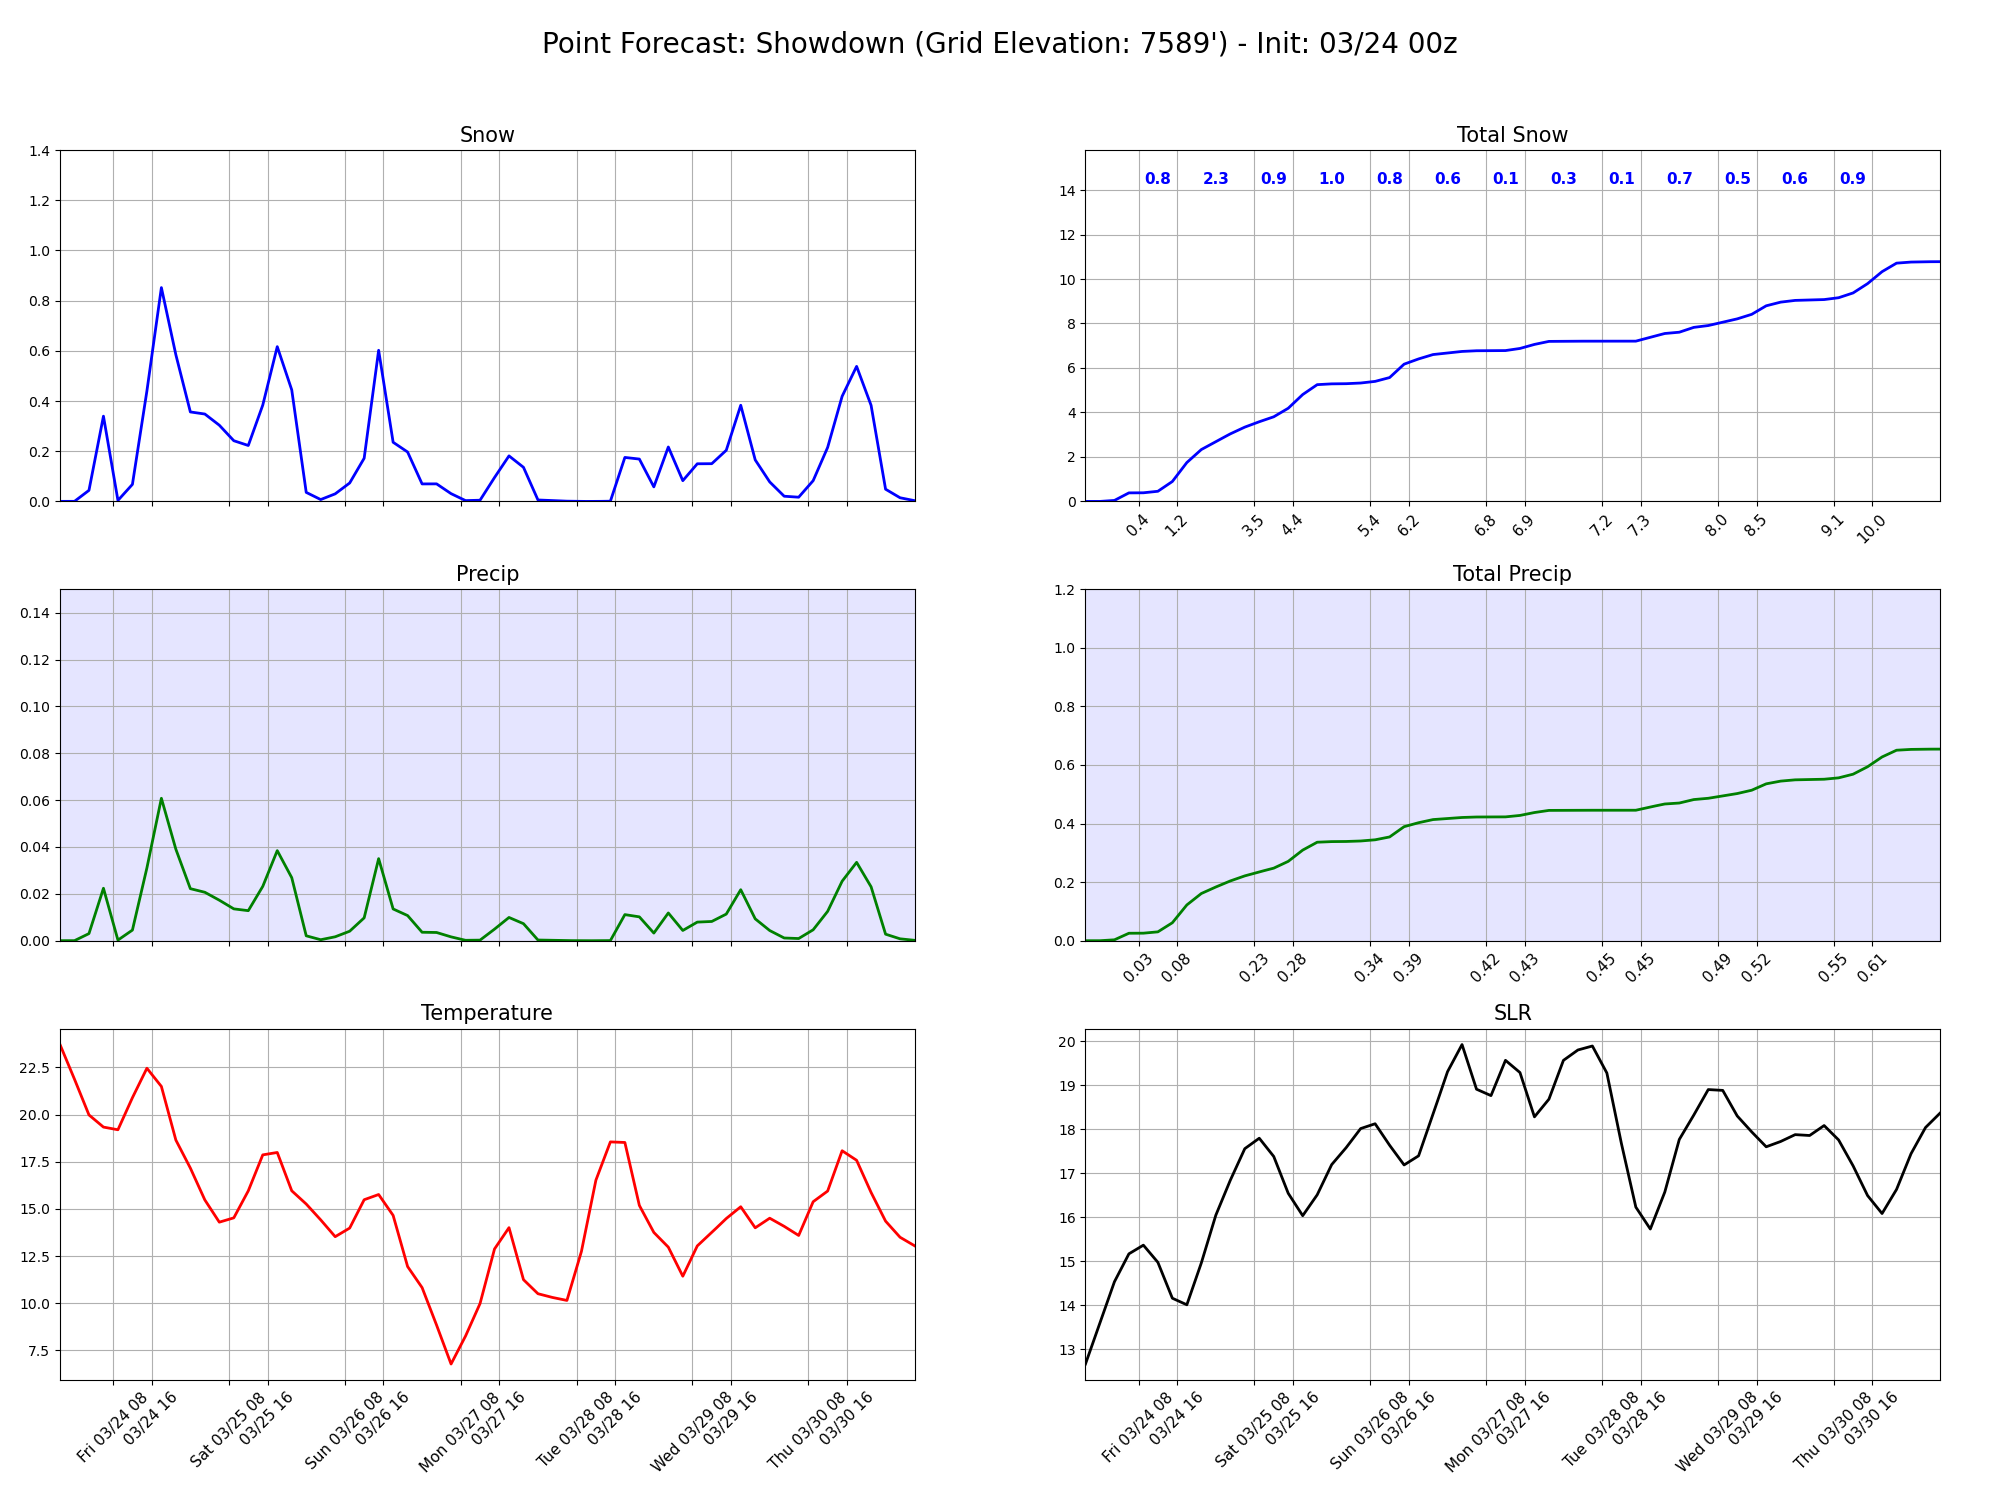 Point Forecast: Showdown (Grid Elevation: 7589') - Init: 03/24 00z
Snow
1.4
1.2
1.0
0.8
0.6
0.4
0.2
0.0
Total Snow
0.8 2.3 0.9 1.0 0.8 0.6 0.1 0.3 0.1 0.7 0.5 0.6 0.9
14
12
10
8
6
4
2
0
0.4 1.2 3.5 4.4 5.4 6.2 6.8 6.9 7.2 7.3 8.0 8.5 9.1 10.0
Precip
0.14
0.12
0.10
0.08
0.06
0.04
0.02
0.00
Total Precip
1.2
1.0
0.8
0.6
0.4
0.2
0.0
0.03 0.08 0.23 0.28 0.34 0.39 0.42 0.43 0.45 0.45 0.49 0.52 0.55 0.61
Temperature
22.5
20.0
17.5
15.0
12.5
10.0
7.5
Fri 03/24 08
03/24 16
Sat 03/25 08
03/25 16
Sun 03/26 08
03/26 16
Mon 03/27 08
03/27 16
Tue 03/28 08
03/28 16
Wed 03/29 08
03/29 16
Thu 03/30 08
03/30 16
SLR
20
19
18
17
16
15
14
13
Fri 03/24 08
03/24 16
Sat 03/25 08
03/25 16
Sun 03/26 08
03/26 16
Mon 03/27 08
03/27 16
Tue 03/28 08
03/28 16
Wed 03/29 08
03/29 16
Thu 03/30 08
03/30 16